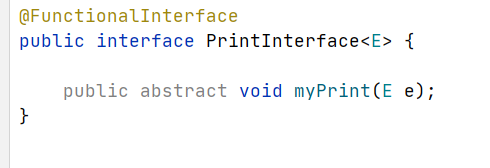 @FunctionalInterface
public interface PrintInterface<E> {
    public abstract void myPrint(E e);
}